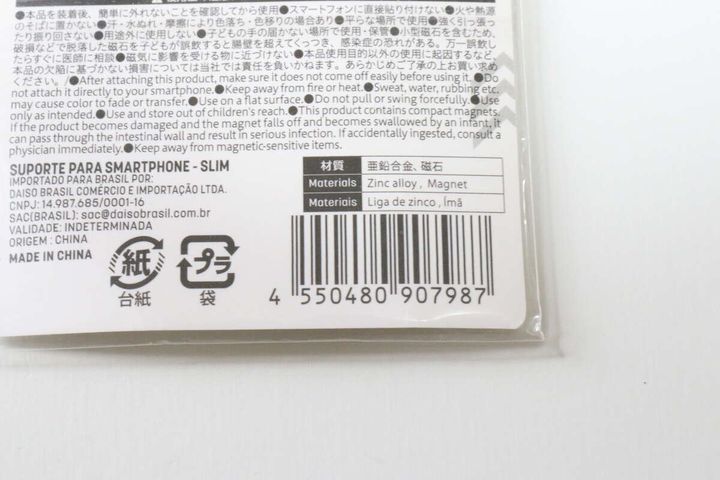 ●本品を装着後、簡単に外れないことを確認してから使用●スマートフォンに直接貼り付けない●火や熱源
のそばに置かない●汗・水ぬれ・摩擦により色落ち・色移りの場合あり●平らな場所で使用●強く引っ張っ
たり振り回さない●用途外に使用しない●子どもの手の届かない場所で使用・保管●小型磁石を含むため、
破損などで脱落した磁石を子どもが誤飲すると腸壁を超えてくっつき、感染症の恐れがある。万一誤飲し
たらすぐに医師に相談●磁気に影響を受ける物に近づけない●本品使用目的以外の使用に起因するなど、
本品の欠陥に基づかない損害については当社では責任を負いかねます。あらかじめご了承の上お買い求め
ください。/●After attaching this product, make sure it does not come off easily before using it.●Do
not attach it directly to your smartphone.●Keep away from fire or heat.●Sweat, water, rubbing etc.
may cause color to fade or transfer.●Use on a flat surface.●Do not pull or swing forcefully.●Use
only as intended.●Use and store out of children's reach.●This product contains compact magnets.
If the product becomes damaged and the magnet falls off and becomes swallowed by an infant, it
can pass through the intestinal wall and result in serious infection. If accidentally ingested, consult a
physician immediately.●Keep away from magnetic-sensitive items.
SUPORTE PARA SMARTPHONE - SLIM
IMPORTADO PARA BRASIL POR:
DAISO BRASIL COMÉRCIO E IMPORTAÇÃO LTDA.
CNPJ: 14.987.685/0001-16
SAC(BRASIL): sac@daisobrasil.com.br
VALIDADE: INDETERMINADA
ORIGEM : CHINA
MADE IN CHINA
材質 亜鉛合金、磁石
Materials Zinc alloy , Magnet
Materiais Liga de zinco , Ímã
紙
台紙
プラ
袋
4 550480 907987